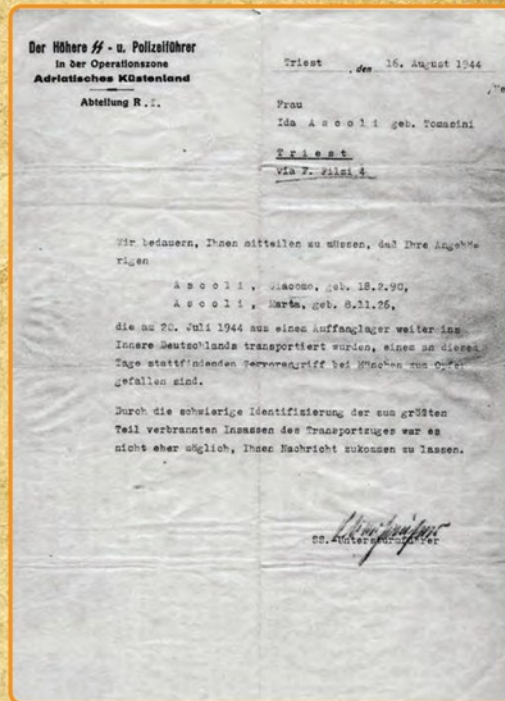 Der Höhere SS - u. Polizeiführer
in der Operationszone
Adriatisches Küstenland
Abteilung R .
Triest , den 16. August 1944
Frau
Ida Ascoli geb. Tomasini
Triest
via F. Filzi 4
Wir bedauern, Ihnen mitteilen zu müssen, daß Ihre Angehö
rigen
Ascoli, Giacomo, geb. 18.2.90,
Ascoli, Marta, geb. 8.11.26,
die am 20. Juli 1944 aus einem Auffanglager weiter ins
Innere Deutschlands transportiert wurden, einem an diesem
Tage stattfindenden Terrorangriff bei München zum Opfer
gefallen sind.
Durch die schwierige Identifizierung der zum größten
Teil verbrannten Insassen des Transportzuges war es
nicht eher möglich, Ihnen Nachricht zukommen zu lassen.
SS.-Untersturmführer